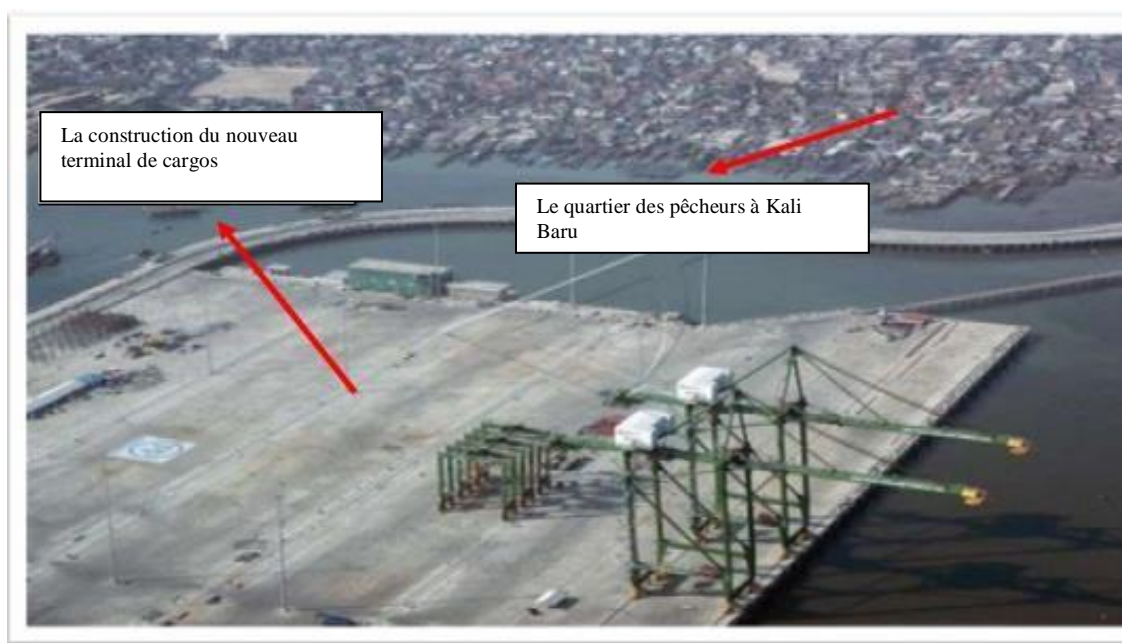 La construction du nouveau
terminal de cargos
Le quartier des pêcheurs à Kali
Baru